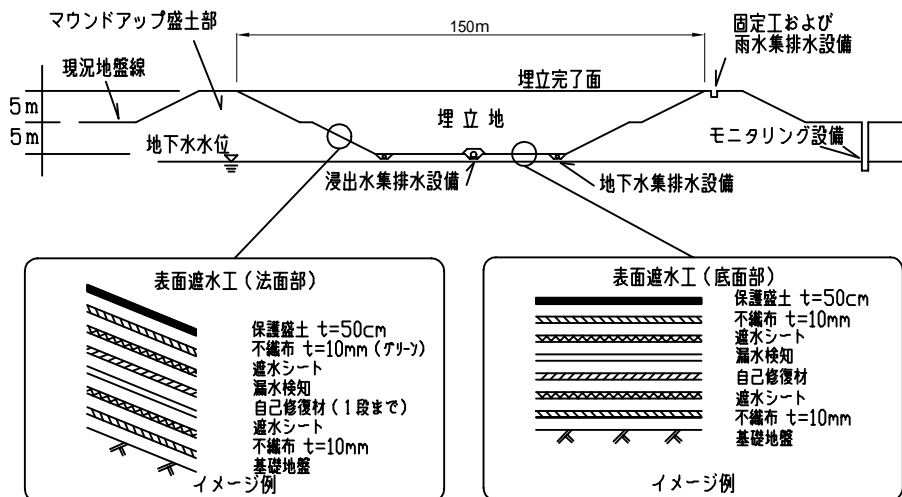 マウンドアップ盛土部
150m
固定工および
雨水集排水設備
現況地盤線
埋立完了面
5m
埋立地
5m
地下水水位
モニタリング設備
浸出水集排水設備
地下水集排水設備
表面遮水工(法面部)
保護盛土 t=50cm
不織布 t=10mm(グリーン)
遮水シート
漏水検知
自己修復材(1段まで)
遮水シート
不織布 t=10mm
基礎地盤
イメージ例
表面遮水工(底面部)
保護盛土 t=50cm
不織布 t=10mm
遮水シート
漏水検知
自己修復材
遮水シート
不織布 t=10mm
基礎地盤
イメージ例